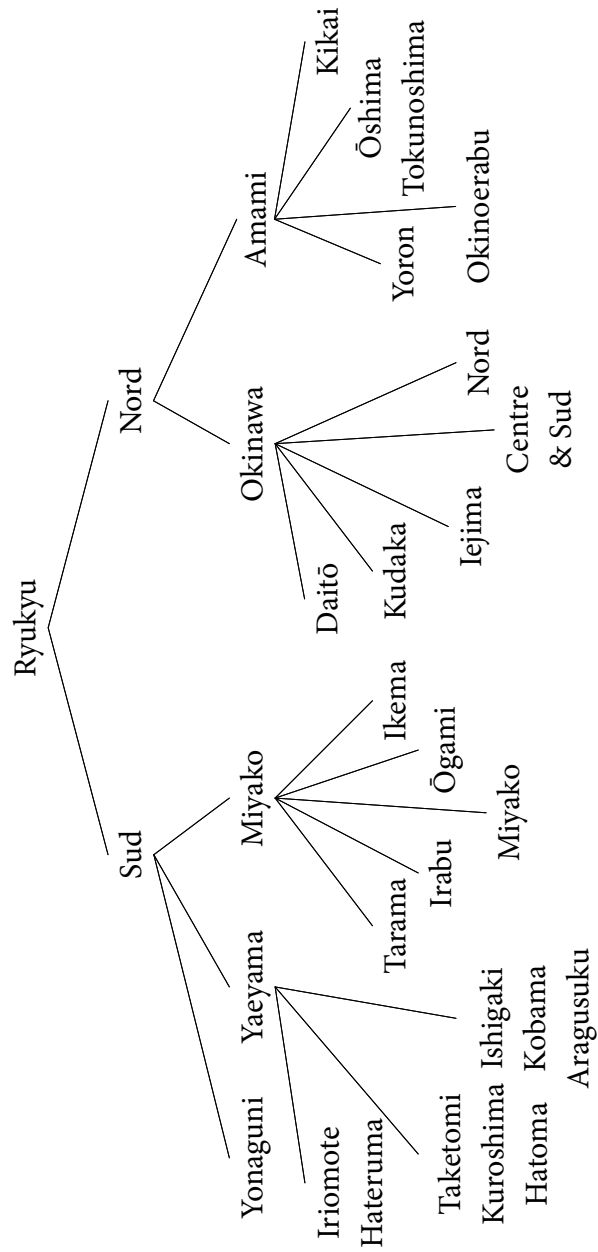 Ryukyu
Sud
Nord
Yonaguni
Yaeyama
Miyako
Okinawa
Amami
Iriomote
Hateruma
Taketomi
Kuroshima
Hatoma
Ishigaki
Kobama
Aragusuku
Tarama
Irabu
Miyako
Ōgami
Ikema
Daitō
Kudaka
Iejima
Centre
& Sud
Nord
Yoron
Okinoerabu
Ōshima
Tokunoshima
Kikai